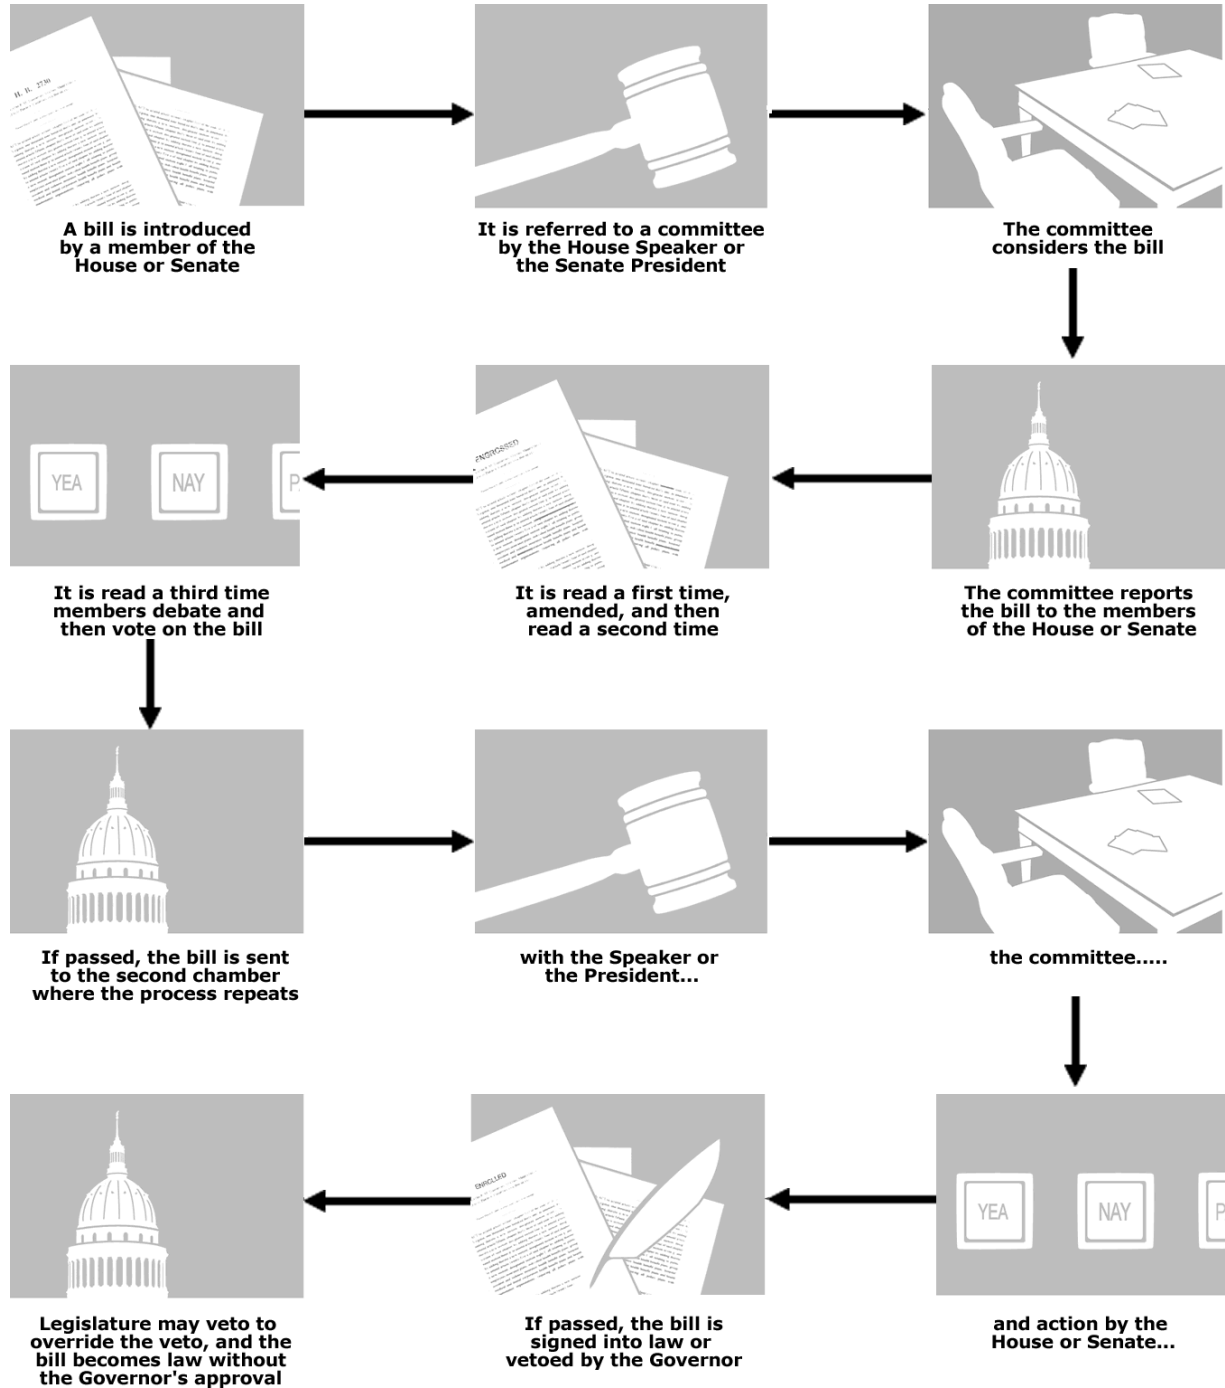 H. B. 2730
A bill is introduced
by a member of the
House or Senate
It is referred to a committee
by the House Speaker or
the Senate President
The committee
considers the bill
YEA
NAY
P
It is read a third time
members debate and
then vote on the bill
ENGROSSED
It is read a first time,
amended, and then
read a second time
The committee reports
the bill to the members
of the House or Senate
If passed, the bill is sent
to the second chamber
where the process repeats
with the Speaker or
the President...
the committee.....
Legislature may veto to
override the veto, and the
bill becomes law without
the Governor's approval
ENROLLED
If passed, the bill is
signed into law or
vetoed by the Governor
YEA
NAY
P
and action by the
House or Senate...